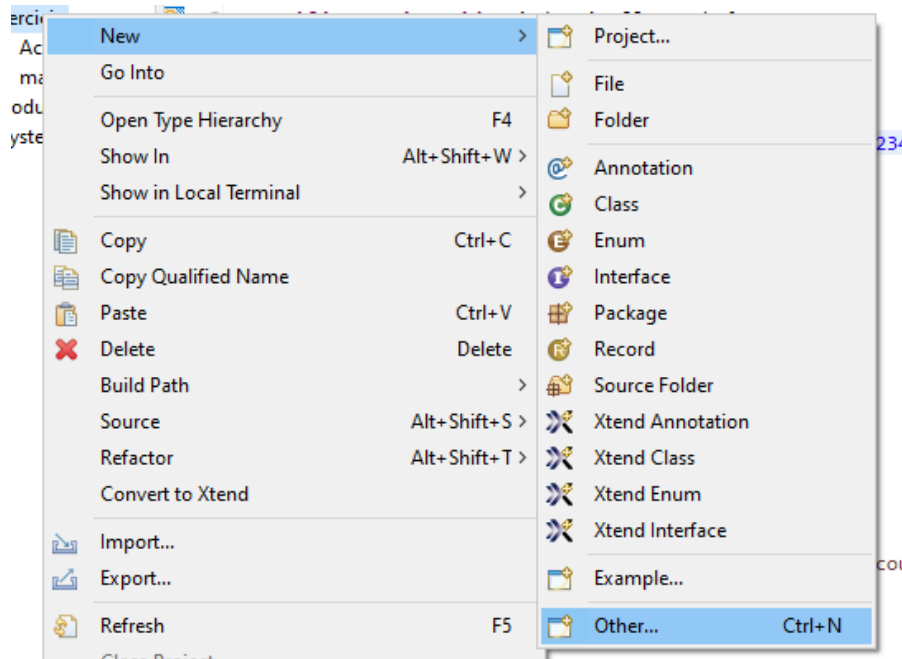 New
Go Into
Open Type Hierarchy F4
Show In Alt+Shift+W >
Show in Local Terminal >
Copy Ctrl+C
Copy Qualified Name
Paste Ctrl+V
Delete Delete
Build Path >
Source Alt+Shift+S >
Refactor Alt+Shift+T >
Convert to Xtend
Import...
Export...
Refresh F5
Project...
File
Folder
Annotation
Class
Enum
Interface
Package
Record
Source Folder
Xtend Annotation
Xtend Class
Xtend Enum
Xtend Interface
Example...
Other... Ctrl+N
234
cou